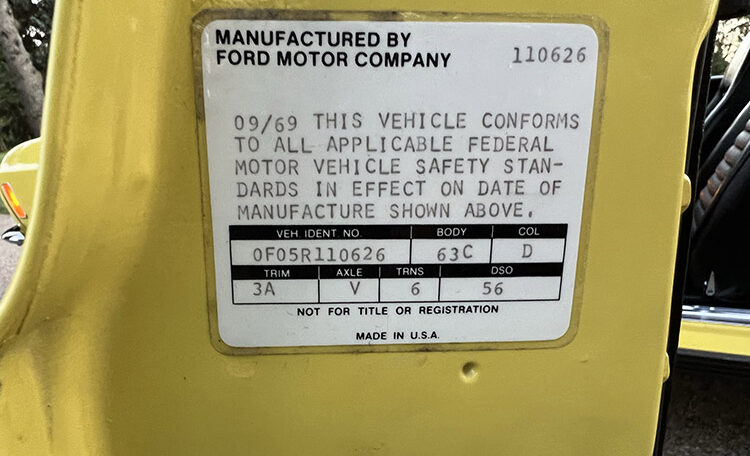 MANUFACTURED BY
FORD MOTOR COMPANY 110626
09/69 THIS VEHICLE CONFORMS
TO ALL APPLICABLE FEDERAL
MOTOR VEHICLE SAFETY STAN-
DARDS IN EFFECT ON DATE OF
MANUFACTURE SHOWN ABOVE.
VEH. IDENT. NO. BODY COL
0F05R110626 63C D
TRIM AXLE TRNS DSO
3A V 6 56
NOT FOR TITLE OR REGISTRATION
MADE IN U.S.A.